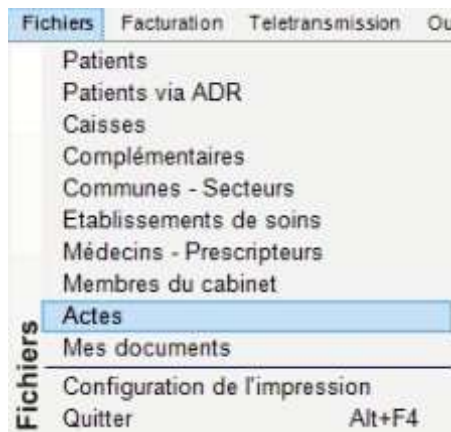 Fichiers Facturation Teletransmission Ou
Patients
Patients via ADR
Caisses
Complémentaires
Communes - Secteurs
Etablissements de soins
Médecins - Prescripteurs
Membres du cabinet
Actes
Mes documents
Configuration de l'impression
Quitter Alt+F4
Fichiers